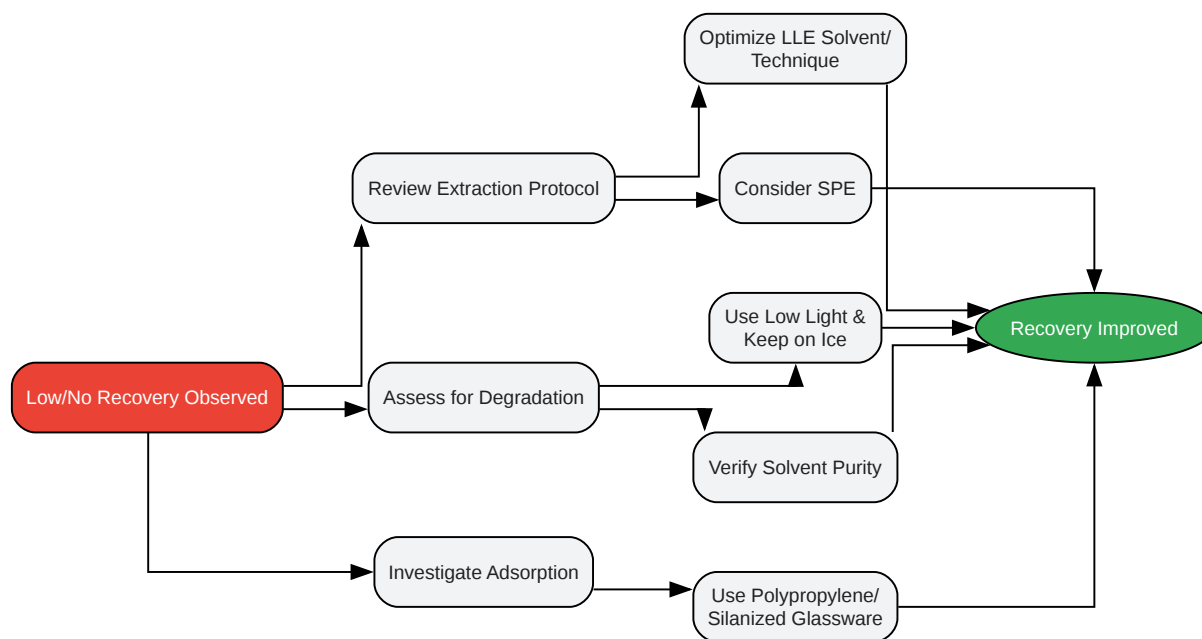 Optimize LLE Solvent/
Technique
Review Extraction Protocol
Consider SPE
Use Low Light &
Keep on Ice
Recovery Improved
Low/No Recovery Observed
Assess for Degradation
Verify Solvent Purity
Investigate Adsorption
Use Polypropylene/
Silanized Glassware